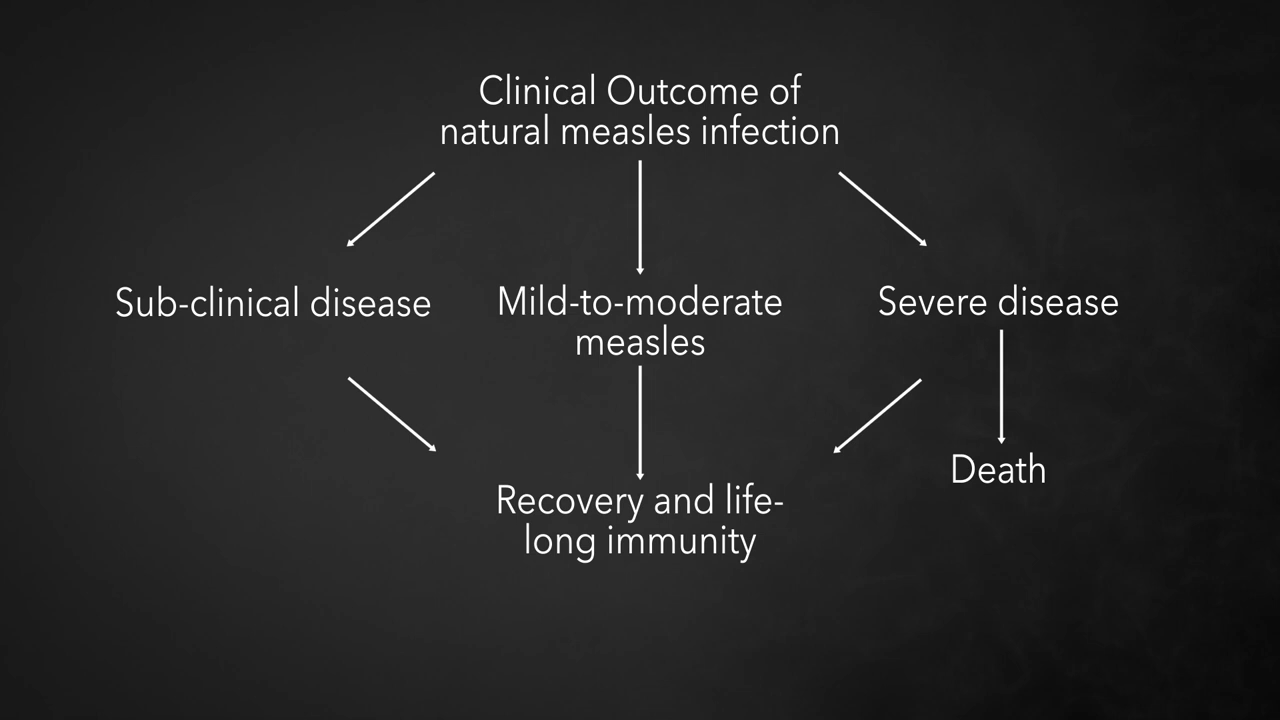 Clinical Outcome of
natural measles infection
Sub-clinical disease
Mild-to-moderate
measles
Severe disease
Death
Recovery and life-
long immunity